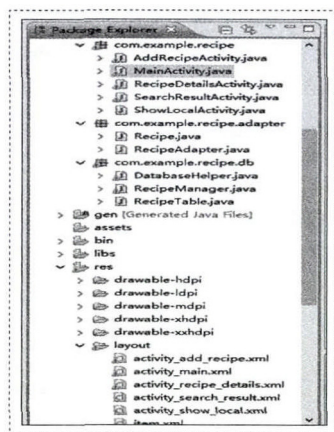 Package Explorer
com.example.recipe
AddRecipeActivity.java
MainActivity.java
RecipeDetailsActivity.java
SearchResultActivity.java
ShowLocalActivity.java
com.example.recipe.adapter
Recipe.java
RecipeAdapter.java
com.example.recipe.db
DatabaseHelper.java
RecipeManager.java
RecipeTable.java
gen [Generated Java Files]
assets
bin
libs
res
drawable-hdpi
drawable-ldpi
drawable-mdpi
drawable-xhdpi
drawable-xxhdpi
layout
activity_add_recipe.xml
activity_main.xml
activity_recipe_details.xml
activity_search_result.xml
activity_show_local.xml
item.xml